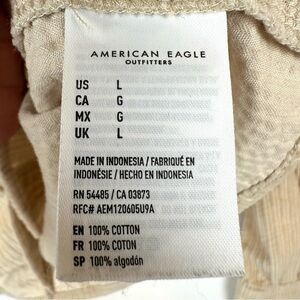 AMERICAN EAGLE
OUTFITTERS
US L
CA G
MX G
UK L
MADE IN INDONESIA / FABRIQUÉ EN
INDONÉSIE / HECHO EN INDONESIA
RN 54485 / CA 03873
RFC# AEM120605U9A
EN 100% COTTON
FR 100% COTON
SP 100% algodón